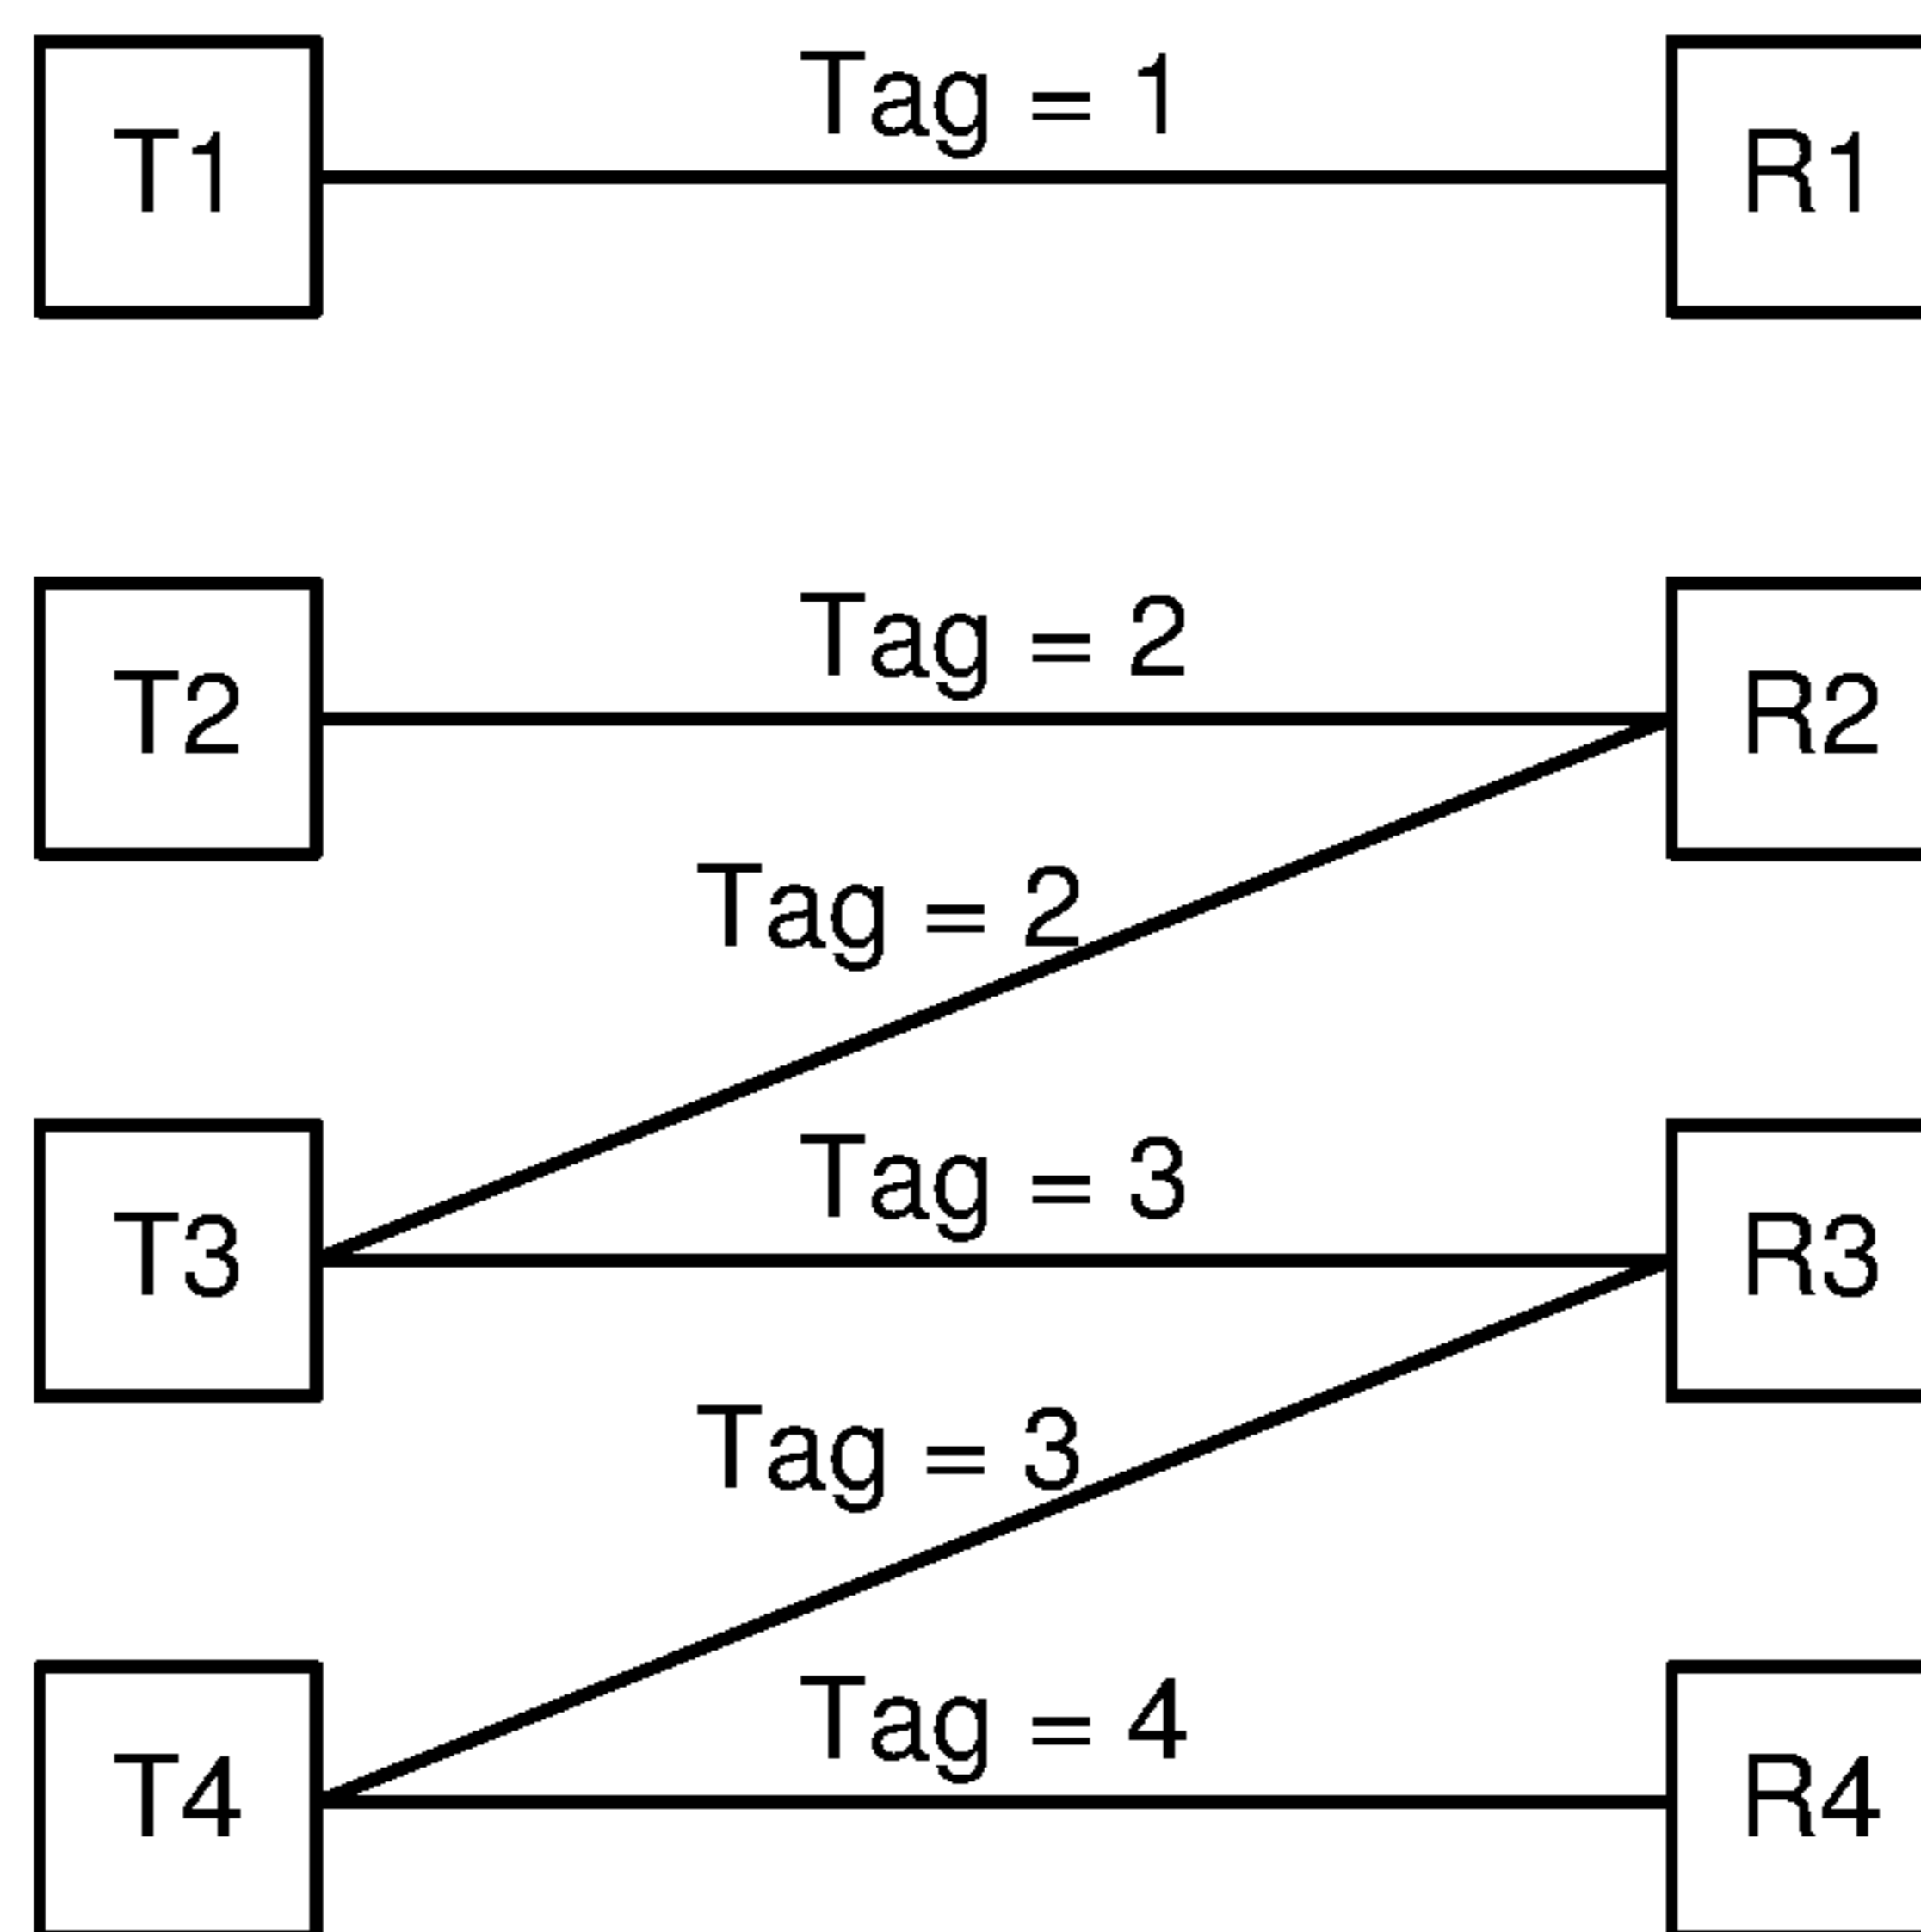 Tag = 1
T1
R1
Tag = 2
T2
R2
Tag = 2
Tag = 3
T3
R3
Tag = 3
Tag = 4
T4
R4